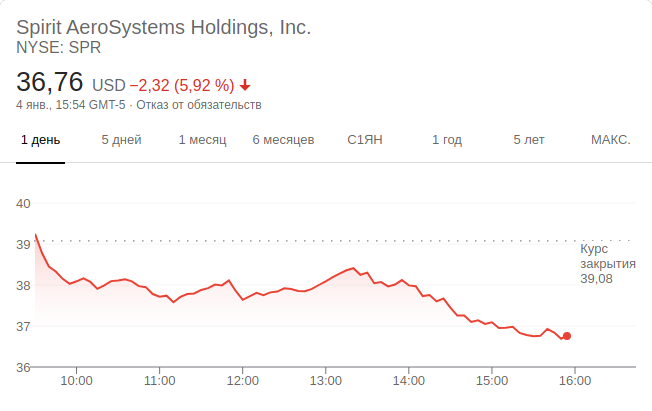 Spirit AeroSystems Holdings, Inc.
NYSE: SPR
36,76 USD −2,32 (5,92 %)
4 янв., 15:54 GMT-5 · Отказ от обязательств
1 день 5 дней 1 месяц 6 месяцев С1ЯН 1 год 5 лет МАКС.
40
39
38
37
36
Курс
закрытия
39,08
10:00 11:00 12:00 13:00 14:00 15:00 16:00